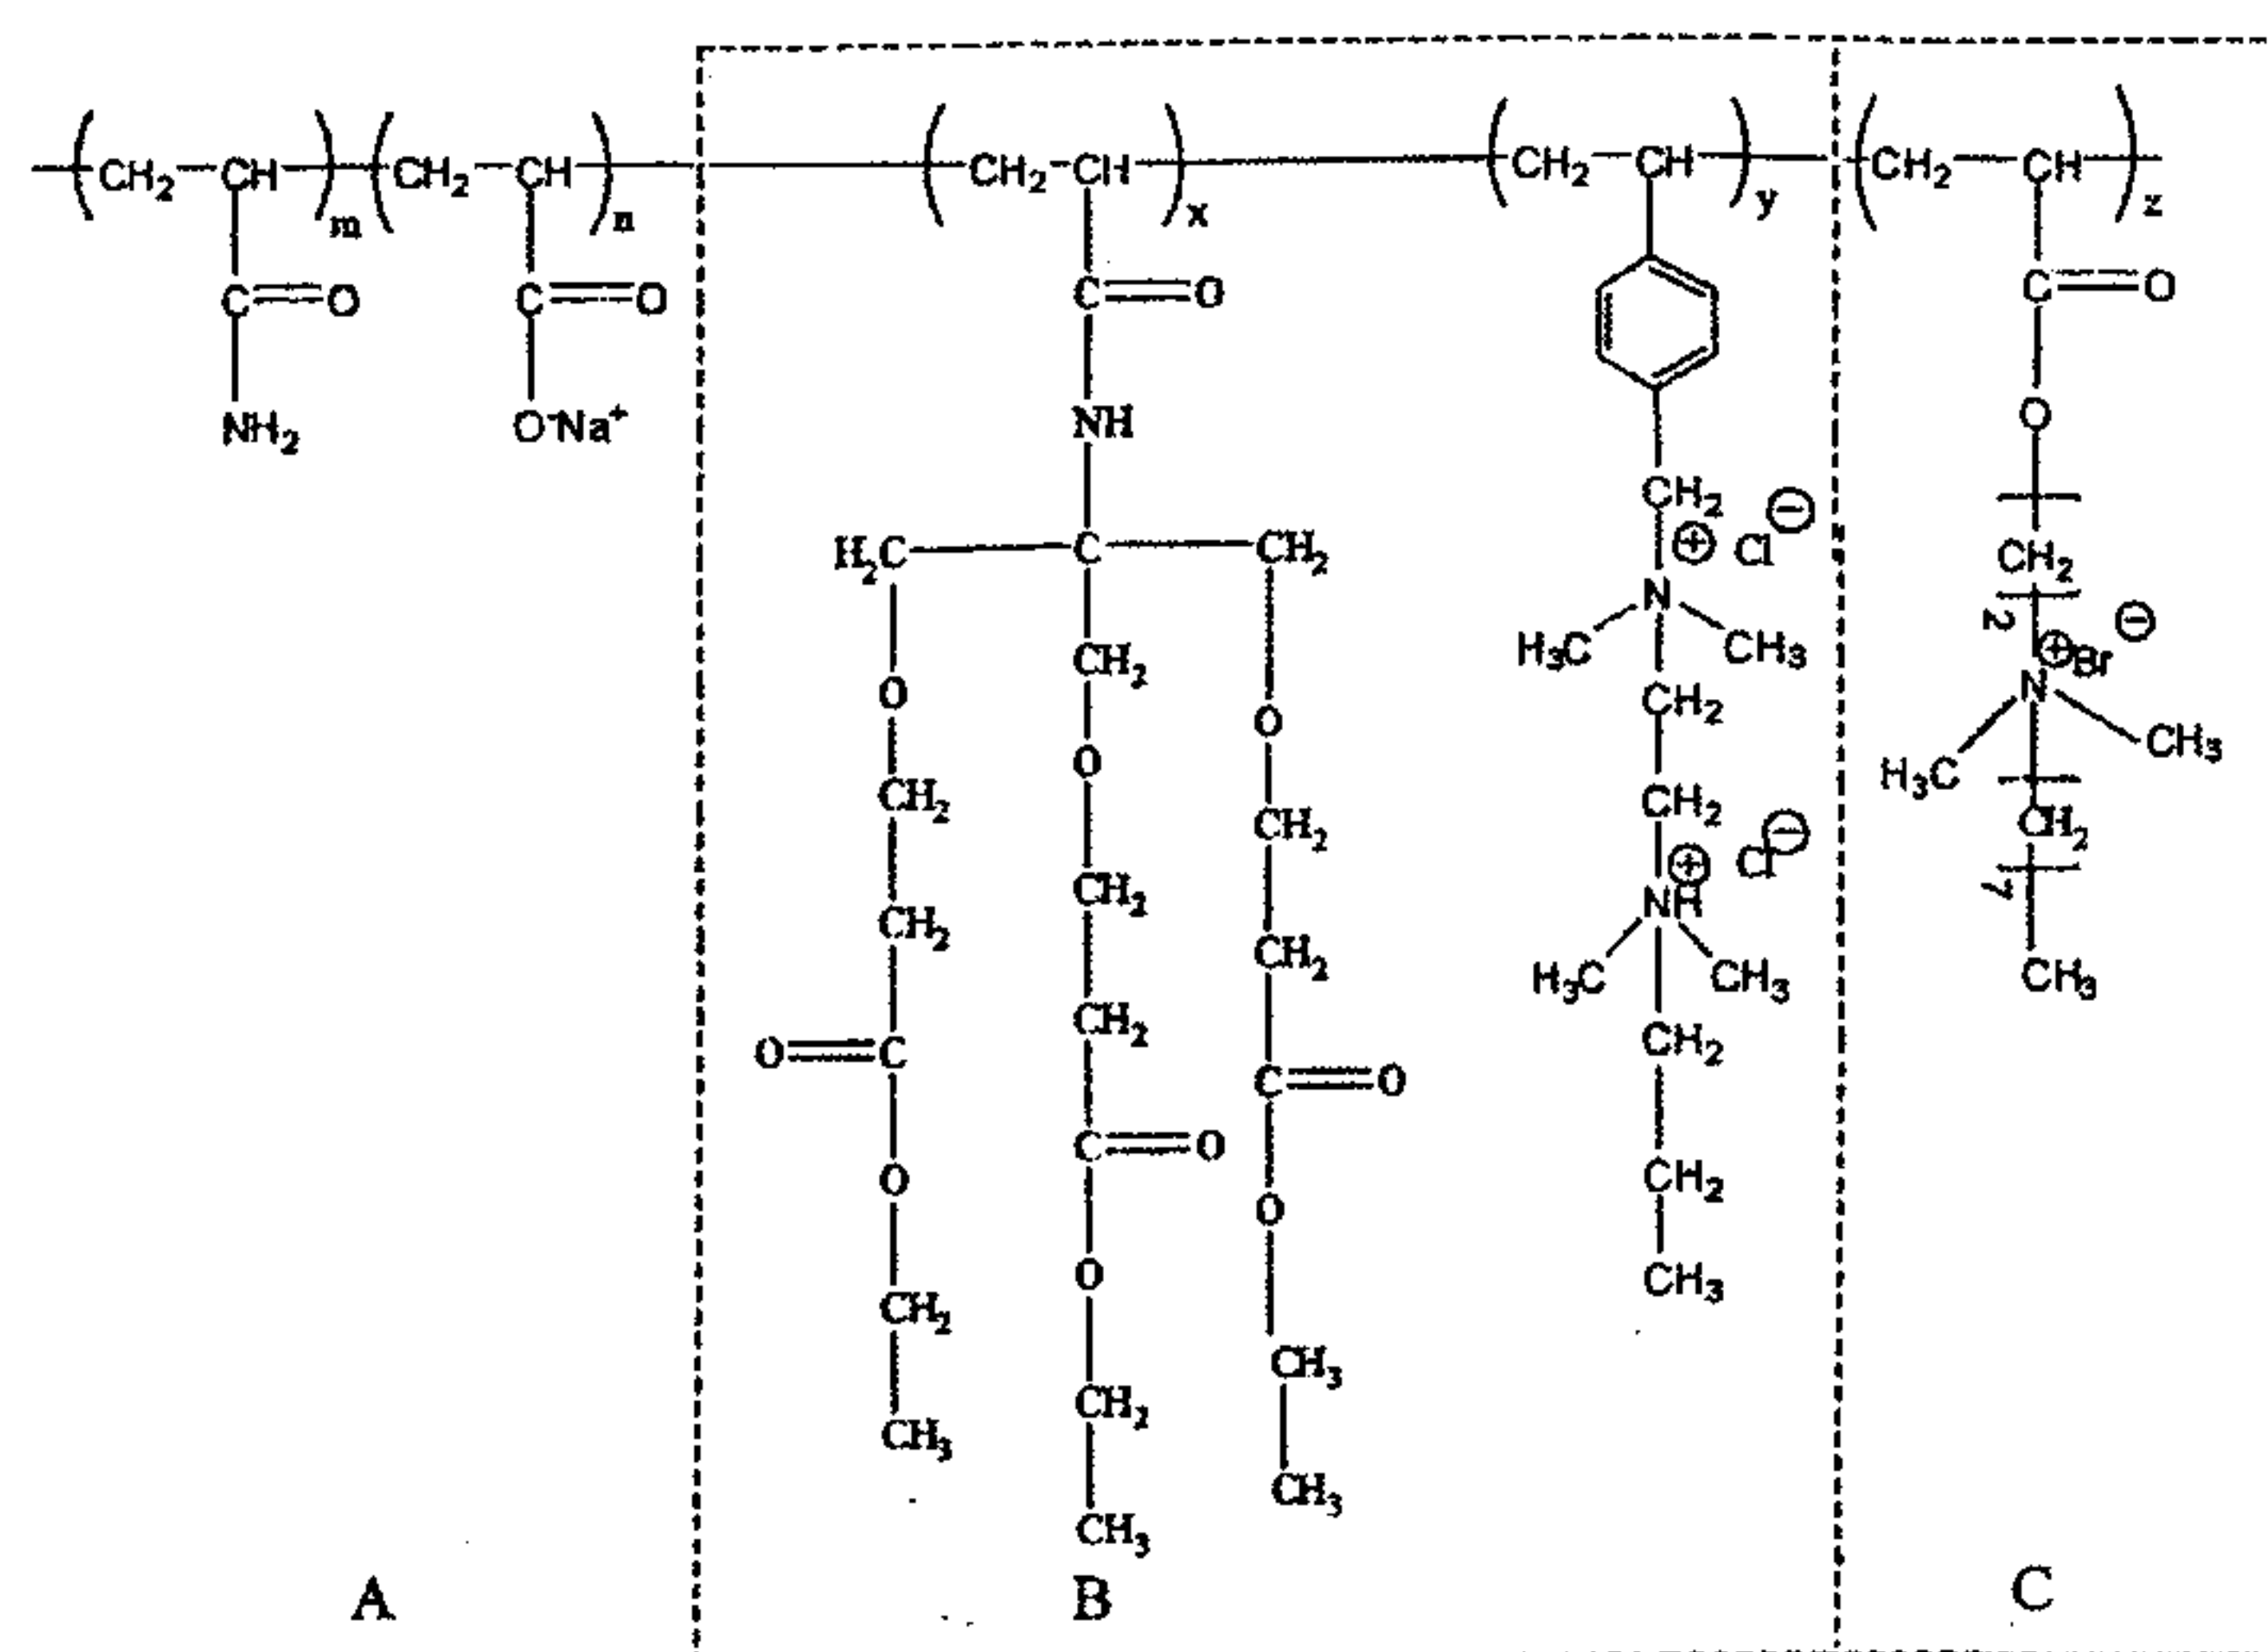 (CH₂—CH)m (CH₂—CH)n (CH₂—CH)x (CH₂—CH)y (CH₂—CH)z
C=O C=O C=O C=O
NH₂ O⁻Na⁺ NH O
CH₂
H₂C C CH₂ ⊕ Cl⊖ CH₂
N 2
CH₂ H₃C CH₃ ⊕ Br⊖
O O CH₂ N
O H₃C CH₃
CH₂ CH₂ CH₂ CH₂
CH₂ ⊕ Cl⊖
CH₂ CH₂ NH 7
CH₂ H₃C CH₃ CH₃
O=C CH₂ C=O CH₂
C=O
O O CH₂
O
CH₂ CH₃ CH₃
CH₂
CH₃ CH₃
CH₃
A B C